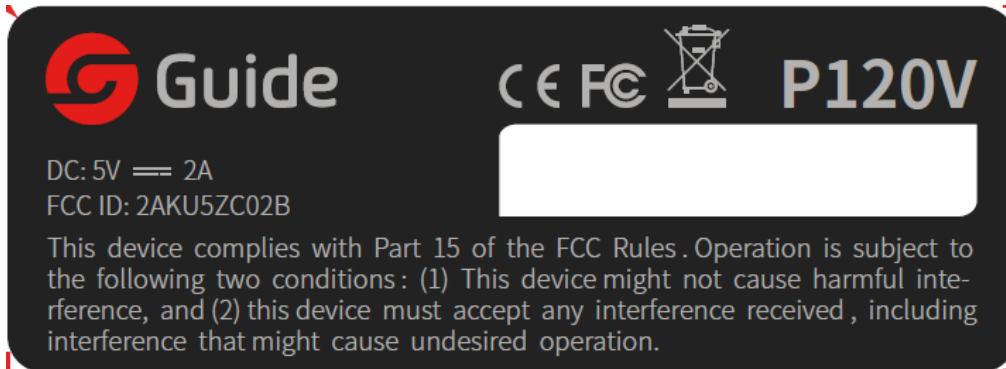 Guide
CE FC P120V
DC: 5V ⎓ 2A
FCC ID: 2AKU5ZC02B
This device complies with Part 15 of the FCC Rules. Operation is subject to
the following two conditions: (1) This device might not cause harmful inte-
rference, and (2) this device must accept any interference received, including
interference that might cause undesired operation.